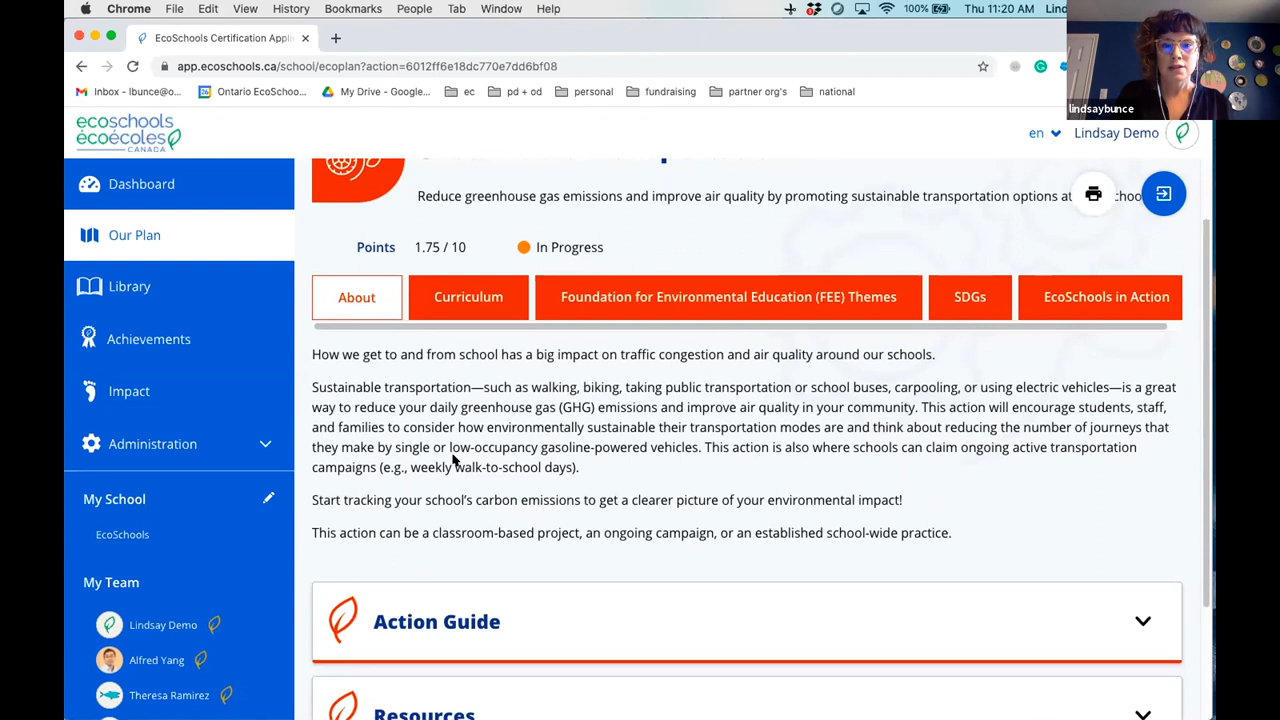 Chrome File Edit View History Bookmarks People Tab Window Help 100% Thu 11:20 AM Lind
EcoSchools Certification Appli
app.ecoschools.ca/school/ecoplan?action=6012ff6e18dc770e7dd6bf08
Inbox - lbunce@o... Ontario EcoSchoo... My Drive - Google... ec pd + od personal fundraising partner org's national
lindsaybunce
ecoschools
écoécoles
CANADA
en Lindsay Demo
Dashboard
Our Plan
Library
Achievements
Impact
Administration
My School
EcoSchools
My Team
Lindsay Demo
Alfred Yang
Theresa Ramirez
Reduce greenhouse gas emissions and improve air quality by promoting sustainable transportation options at
Points 1.75 / 10 In Progress
About Curriculum Foundation for Environmental Education (FEE) Themes SDGs EcoSchools in Action
How we get to and from school has a big impact on traffic congestion and air quality around our schools.
Sustainable transportation—such as walking, biking, taking public transportation or school buses, carpooling, or using electric vehicles—is a great
way to reduce your daily greenhouse gas (GHG) emissions and improve air quality in your community. This action will encourage students, staff,
and families to consider how environmentally sustainable their transportation modes are and think about reducing the number of journeys that
they make by single or low-occupancy gasoline-powered vehicles. This action is also where schools can claim ongoing active transportation
campaigns (e.g., weekly walk-to-school days).
Start tracking your school's carbon emissions to get a clearer picture of your environmental impact!
This action can be a classroom-based project, an ongoing campaign, or an established school-wide practice.
Action Guide
Resources